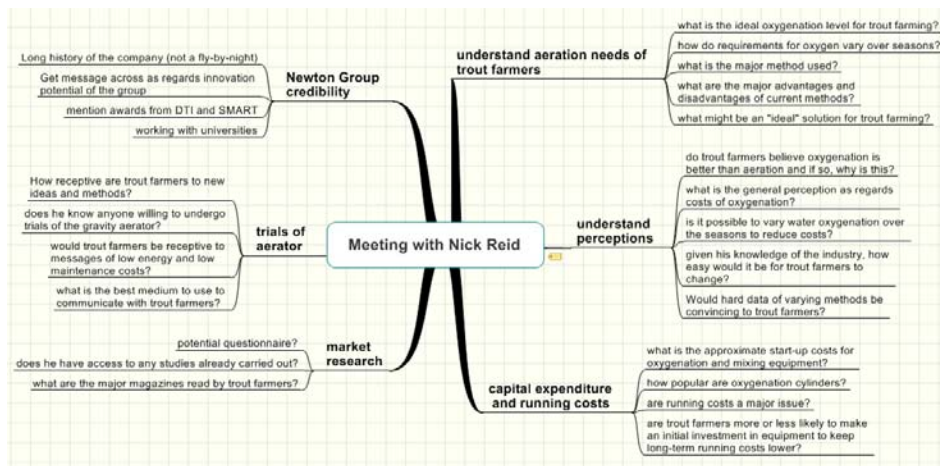 Meeting with Nick Reid
understand aeration needs of
trout farmers
what is the ideal oxygenation level for trout farming?
how do requirements for oxygen vary over seasons?
what is the major method used?
what are the major advantages and
disadvantages of current methods?
what might be an "ideal" solution for trout farming?
understand
perceptions
do trout farmers believe oxygenation is
better than aeration and if so, why is this?
what is the general perception as regards
costs of oxygenation?
is it possible to vary water oxygenation over
the seasons to reduce costs?
given his knowledge of the industry, how
easy would it be for trout farmers to
change?
Would hard data of varying methods be
convincing to trout farmers?
capital expenditure
and running costs
what is the approximate start-up costs for
oxygenation and mixing equipment?
how popular are oxygenation cylinders?
are running costs a major issue?
are trout farmers more or less likely to make
an initial investment in equipment to keep
long-term running costs lower?
market
research
potential questionnaire?
does he have access to any studies already carried out?
what are the major magazines read by trout farmers?
trials of
aerator
How receptive are trout farmers to new
ideas and methods?
does he know anyone willing to undergo
trials of the gravity aerator?
would trout farmers be receptive to
messages of low energy and low
maintenance costs?
what is the best medium to use to
communicate with trout farmers?
Newton Group
credibility
Long history of the company (not a fly-by-night)
Get message across as regards innovation
potential of the group
mention awards from DTI and SMART
working with universities